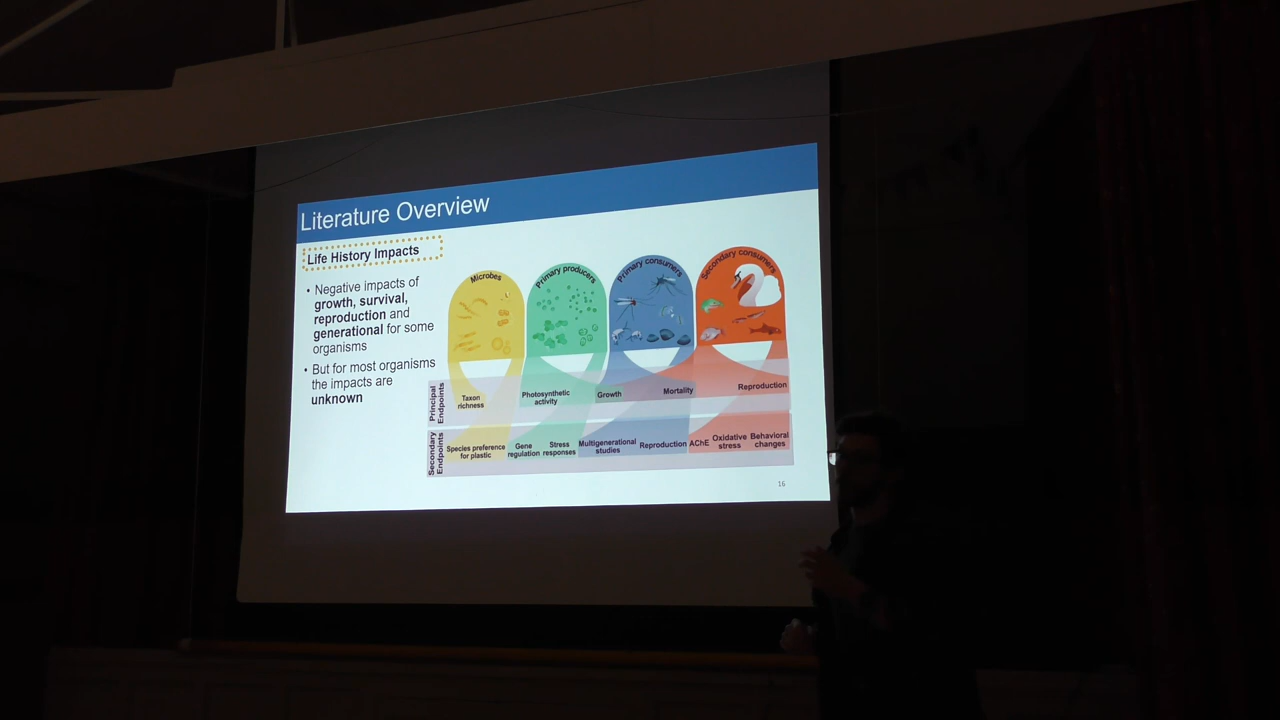 Literature Overview
Life History Impacts
• Negative impacts of
growth, survival,
reproduction and
generational for some
organisms
• But for most organisms
the impacts are
unknown
Microbes
Primary producers
Primary consumers
Secondary consumers
Principal
Endpoints
Taxon
richness
Photosynthetic
activity
Growth
Mortality
Reproduction
Secondary
Endpoints
Species preference
for plastic
Gene
regulation
Stress
responses
Multigenerational
studies
Reproduction
AChE
Oxidative
stress
Behavioral
changes
16